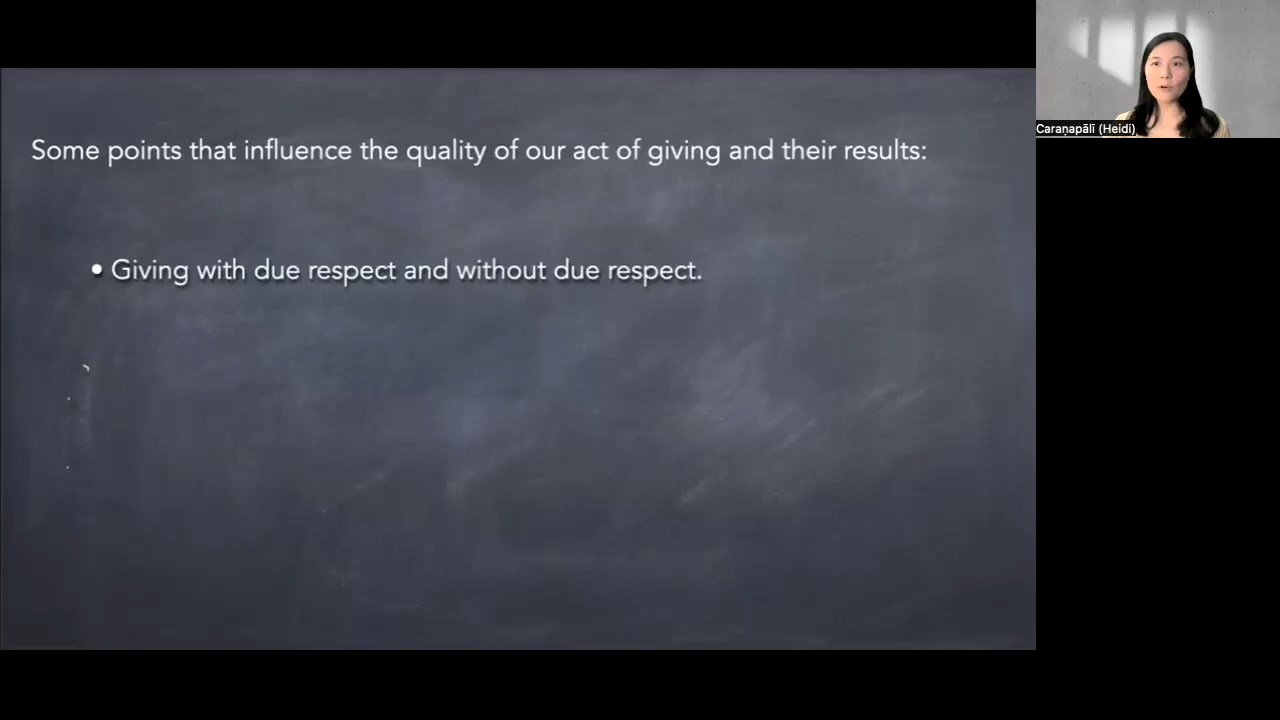 Some points that influence the quality of our act of giving and their results:
• Giving with due respect and without due respect.
Caraṇapālī (Heidi)